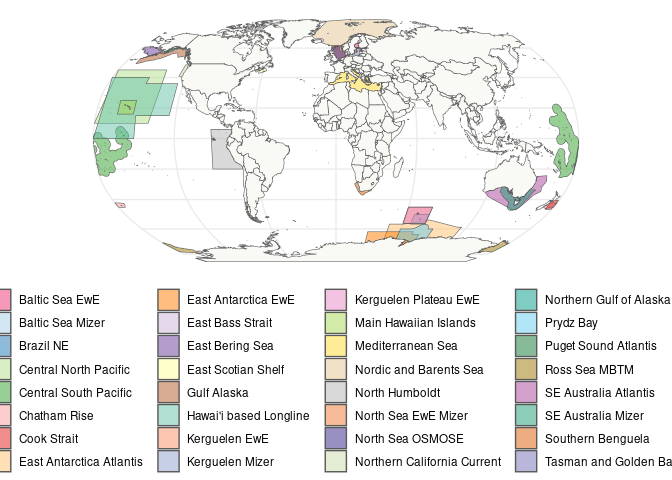 Baltic Sea EwE
Baltic Sea Mizer
Brazil NE
Central North Pacific
Central South Pacific
Chatham Rise
Cook Strait
East Antarctica Atlantis
East Antarctica EwE
East Bass Strait
East Bering Sea
East Scotian Shelf
Gulf Alaska
Hawai'i based Longline
Kerguelen EwE
Kerguelen Mizer
Kerguelen Plateau EwE
Main Hawaiian Islands
Mediterranean Sea
Nordic and Barents Sea
North Humboldt
North Sea EwE Mizer
North Sea OSMOSE
Northern California Current
Northern Gulf of Alaska
Prydz Bay
Puget Sound Atlantis
Ross Sea MBTM
SE Australia Atlantis
SE Australia Mizer
Southern Benguela
Tasman and Golden Ba